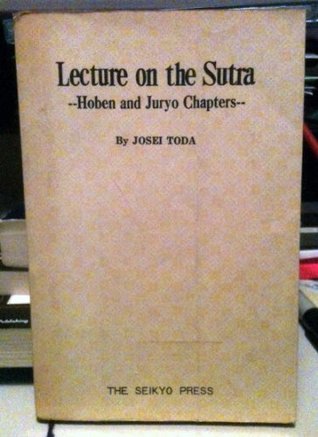 Lecture on the Sutra
--Hoben and Juryo Chapters--
By JOSEI TODA
THE SEIKYO PRESS